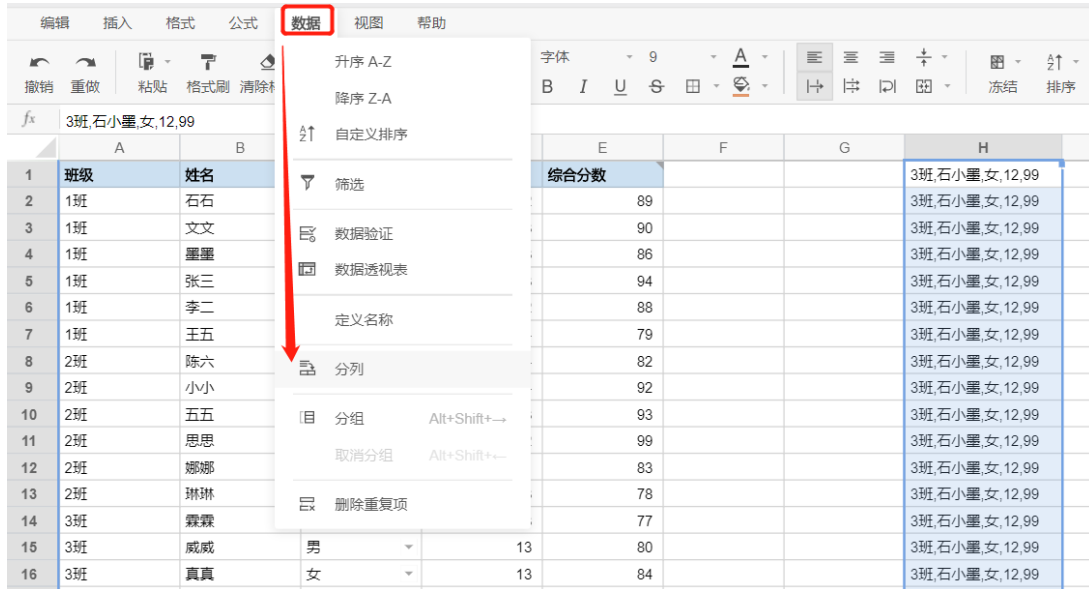 编辑 插入 格式 公式 数据 视图 帮助
字体 9 A
B I U S
撤销 重做 粘贴 格式刷 清除 冻结 排序
fx 3班,石小墨,女,12,99
升序 A-Z
降序 Z-A
自定义排序
筛选
数据验证
数据透视表
定义名称
分列
分组 Alt+Shift+→
取消分组 Alt+Shift+←
删除重复项
A B E F G H
1 班级 姓名 综合分数 3班,石小墨,女,12,99
2 1班 石石 89 3班,石小墨,女,12,99
3 1班 文文 90 3班,石小墨,女,12,99
4 1班 墨墨 86 3班,石小墨,女,12,99
5 1班 张三 94 3班,石小墨,女,12,99
6 1班 李二 88 3班,石小墨,女,12,99
7 1班 王五 79 3班,石小墨,女,12,99
8 2班 陈六 82 3班,石小墨,女,12,99
9 2班 小小 92 3班,石小墨,女,12,99
10 2班 五五 93 3班,石小墨,女,12,99
11 2班 思思 99 3班,石小墨,女,12,99
12 2班 娜娜 83 3班,石小墨,女,12,99
13 2班 琳琳 78 3班,石小墨,女,12,99
14 3班 霖霖 77 3班,石小墨,女,12,99
15 3班 威威 男 13 80 3班,石小墨,女,12,99
16 3班 真真 女 13 84 3班,石小墨,女,12,99